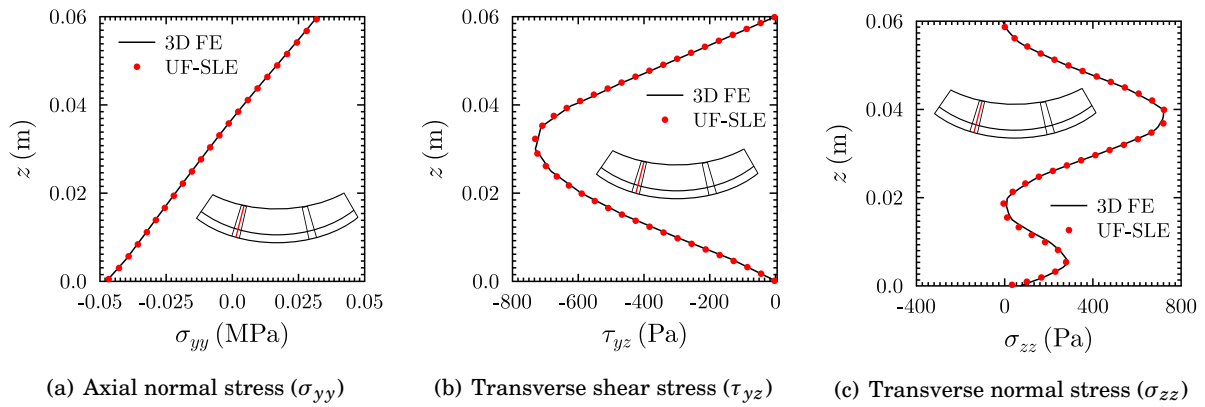 0.06
0.04
0.02
0.0
z (m)
-0.05
-0.025
0.0
0.025
0.05
σyy (MPa)
3D FE
UF-SLE
(a) Axial normal stress (σyy)
0.06
0.04
0.02
0.0
z (m)
-800
-600
-400
-200
0
τyz (Pa)
3D FE
UF-SLE
(b) Transverse shear stress (τyz)
0.06
0.04
0.02
0.0
z (m)
-400
0
400
800
σzz (Pa)
3D FE
UF-SLE
(c) Transverse normal stress (σzz)